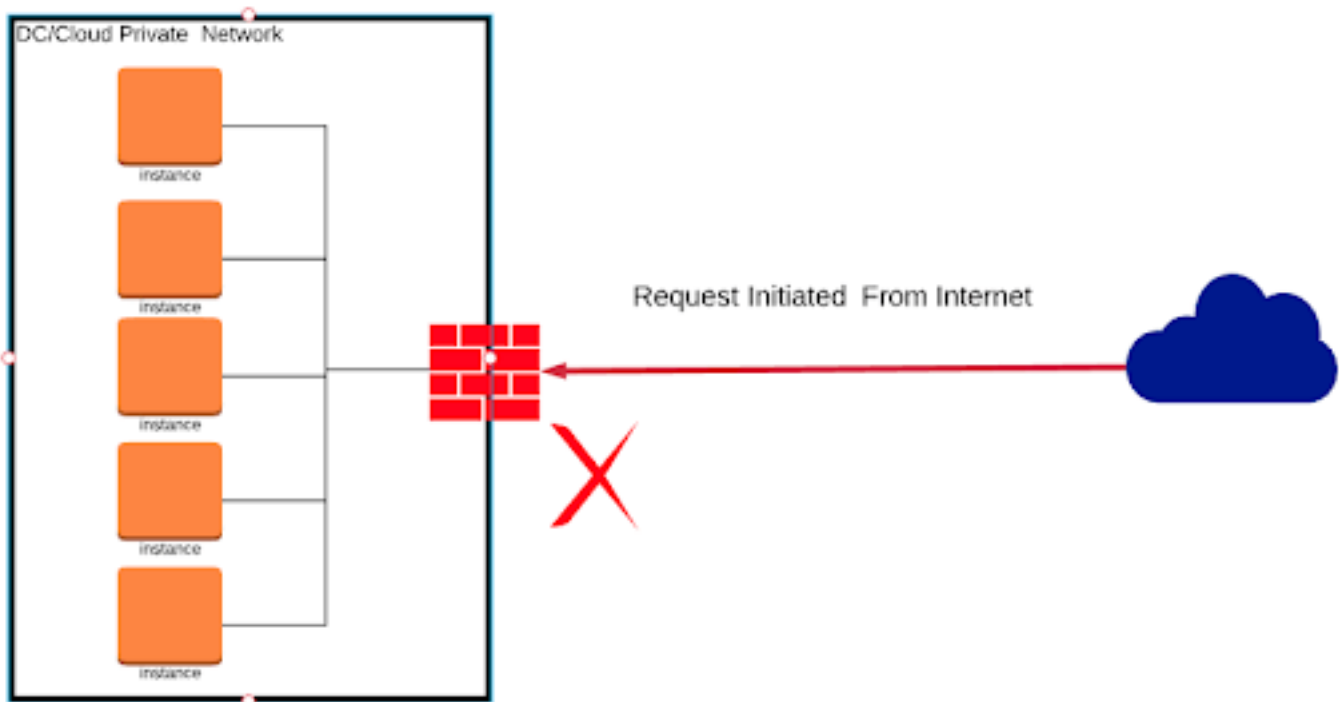 DC/Cloud Private  Network
instance
instance
Request Initiated  From Internet
instance
instance
instance